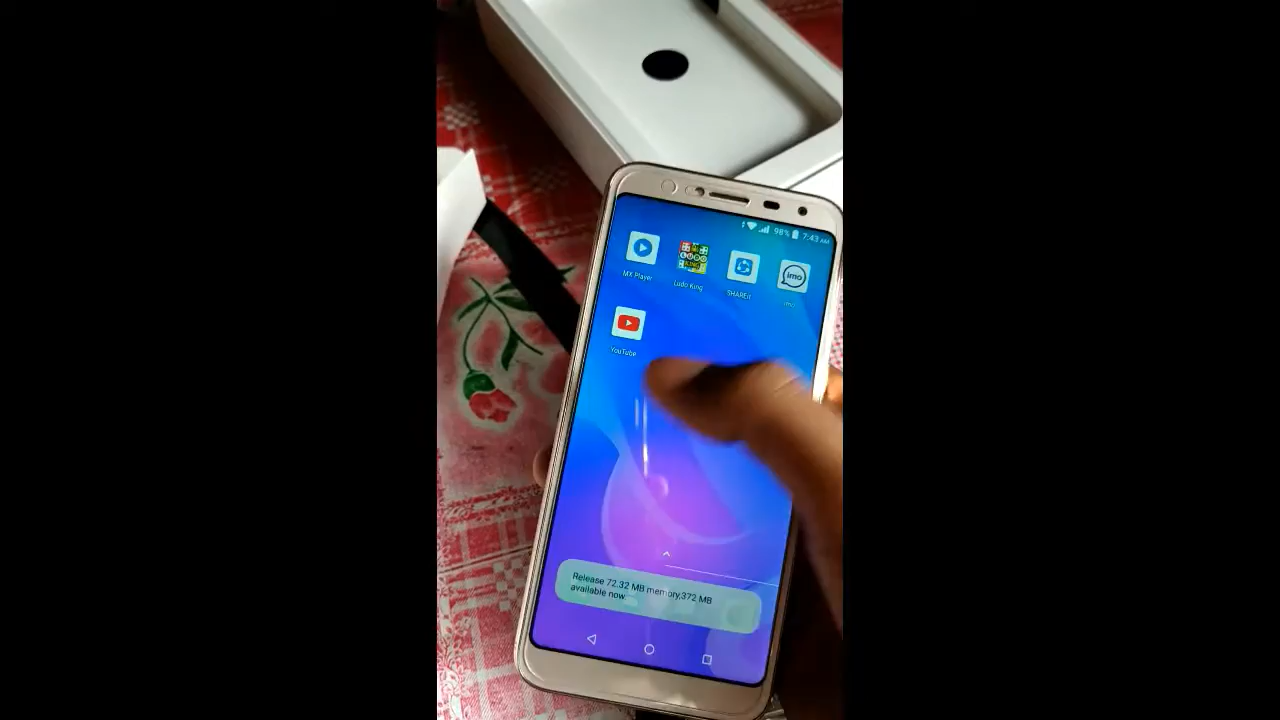 98% 7:43 AM
MX Player
Ludo King
SHAREit
imo
YouTube
Release 72.32 MB memory,372 MB
available now.